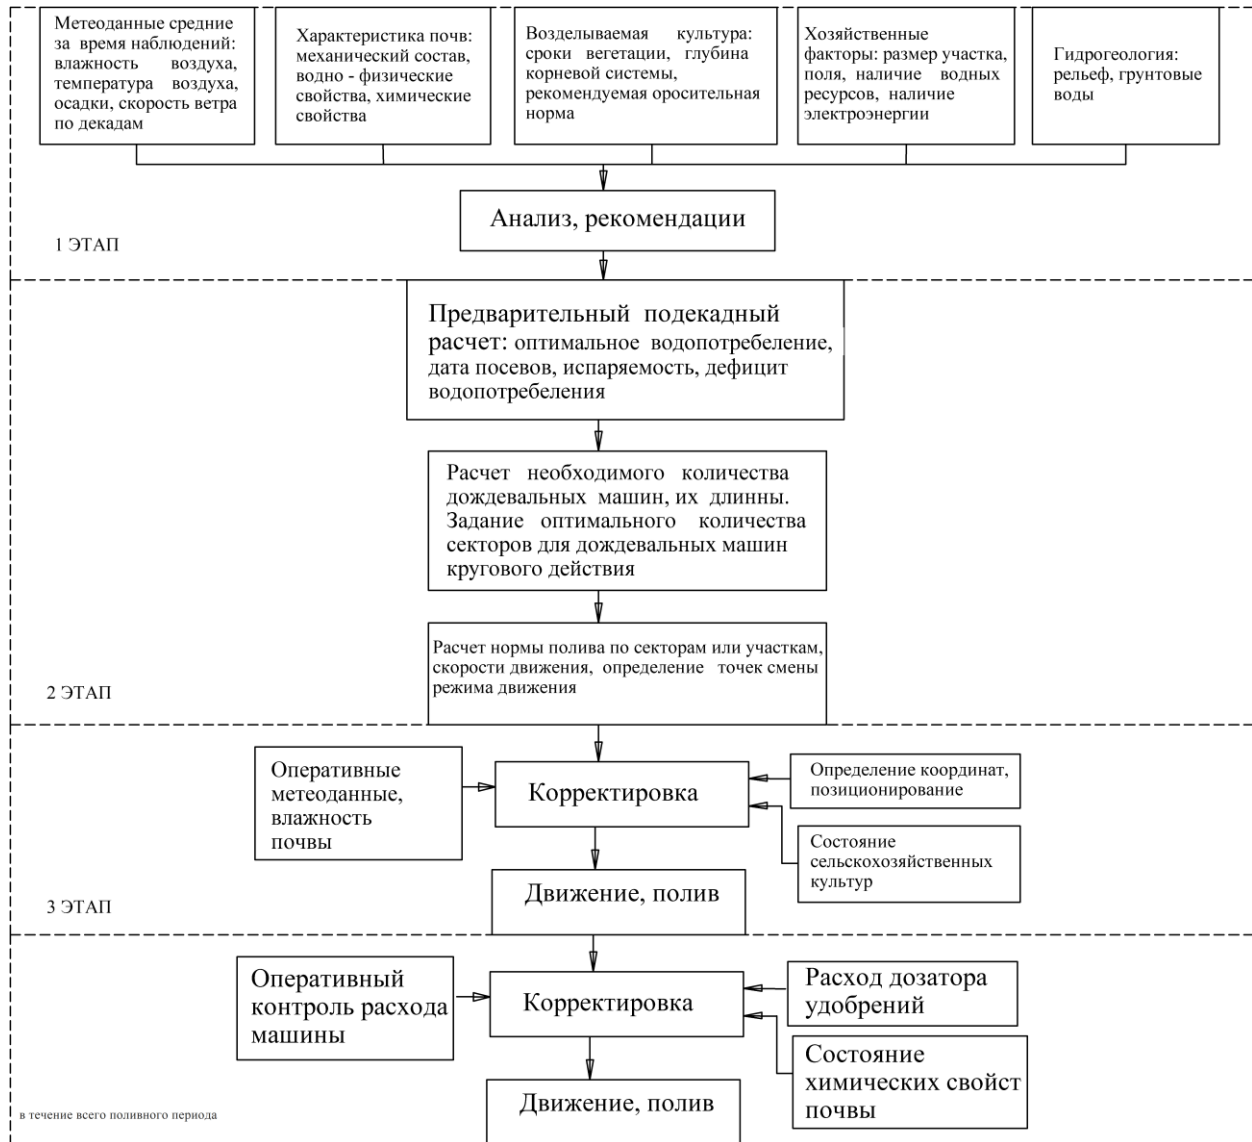 Метеоданные средние
за время наблюдений:
влажность воздуха,
температура воздуха,
осадки, скорость ветра
по декадам
Характеристика почв:
механический состав,
водно - физические
свойства, химические
свойства
Возделываемая культура:
сроки вегетации, глубина
корневой системы,
рекомендуемая оросительная
норма
Хозяйственные
факторы: размер участка,
поля, наличие водных
ресурсов, наличие
электроэнергии
Гидрогеология:
рельеф, грунтовые
воды
Анализ, рекомендации
1 ЭТАП
Предварительный подекадный
расчет: оптимальное водопотребеление,
дата посевов, испаряемость, дефицит
водопотребления
Расчет необходимого количества
дождевальных машин, их длинны.
Задание оптимального количества
секторов для дождевальных машин
кругового действия
Расчет нормы полива по секторам или участкам,
скорости движения, определение точек смены
режима движения
2 ЭТАП
Оперативные
метеоданные,
влажность
почвы
Корректировка
Определение координат,
позиционирование
Состояние
сельскохозяйственных
культур
Движение, полив
3 ЭТАП
Оперативный
контроль расхода
машины
Корректировка
Расход дозатора
удобрений
Состояние
химических свойст
почвы
Движение, полив
в течение всего поливного периода